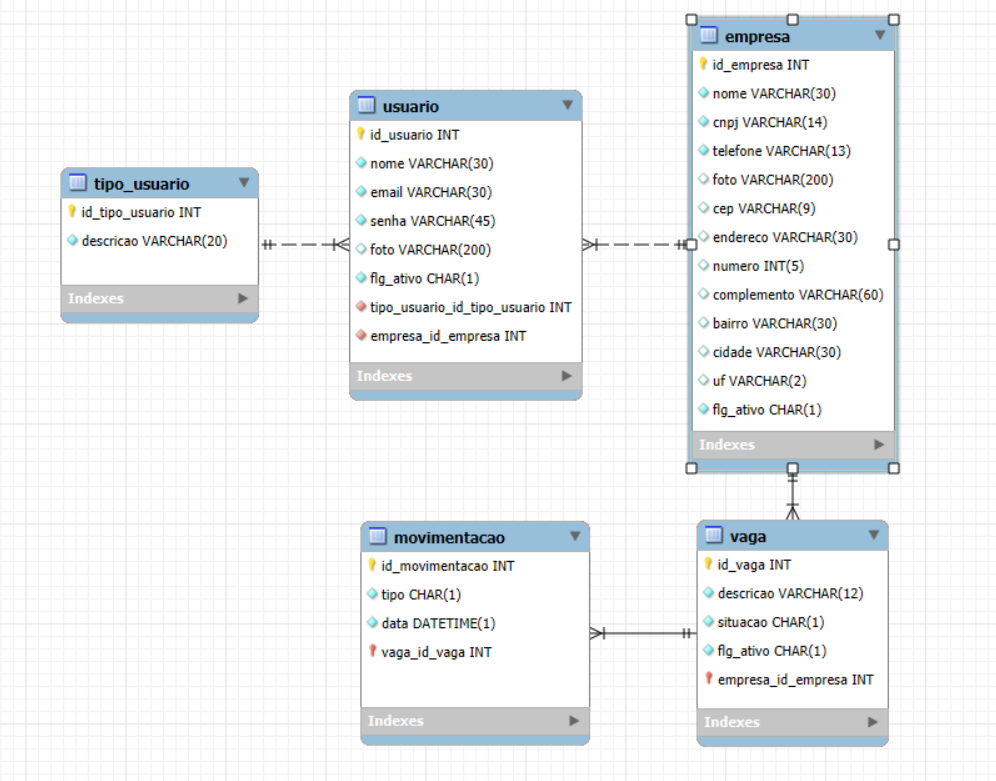 tipo_usuario
id_tipo_usuario INT
descricao VARCHAR(20)
Indexes
usuario
id_usuario INT
nome VARCHAR(30)
email VARCHAR(30)
senha VARCHAR(45)
foto VARCHAR(200)
flg_ativo CHAR(1)
tipo_usuario_id_tipo_usuario INT
empresa_id_empresa INT
Indexes
empresa
id_empresa INT
nome VARCHAR(30)
cnpj VARCHAR(14)
telefone VARCHAR(13)
foto VARCHAR(200)
cep VARCHAR(9)
endereco VARCHAR(30)
numero INT(5)
complemento VARCHAR(60)
bairro VARCHAR(30)
cidade VARCHAR(30)
uf VARCHAR(2)
flg_ativo CHAR(1)
Indexes
movimentacao
id_movimentacao INT
tipo CHAR(1)
data DATETIME(1)
vaga_id_vaga INT
Indexes
vaga
id_vaga INT
descricao VARCHAR(12)
situacao CHAR(1)
flg_ativo CHAR(1)
empresa_id_empresa INT
Indexes